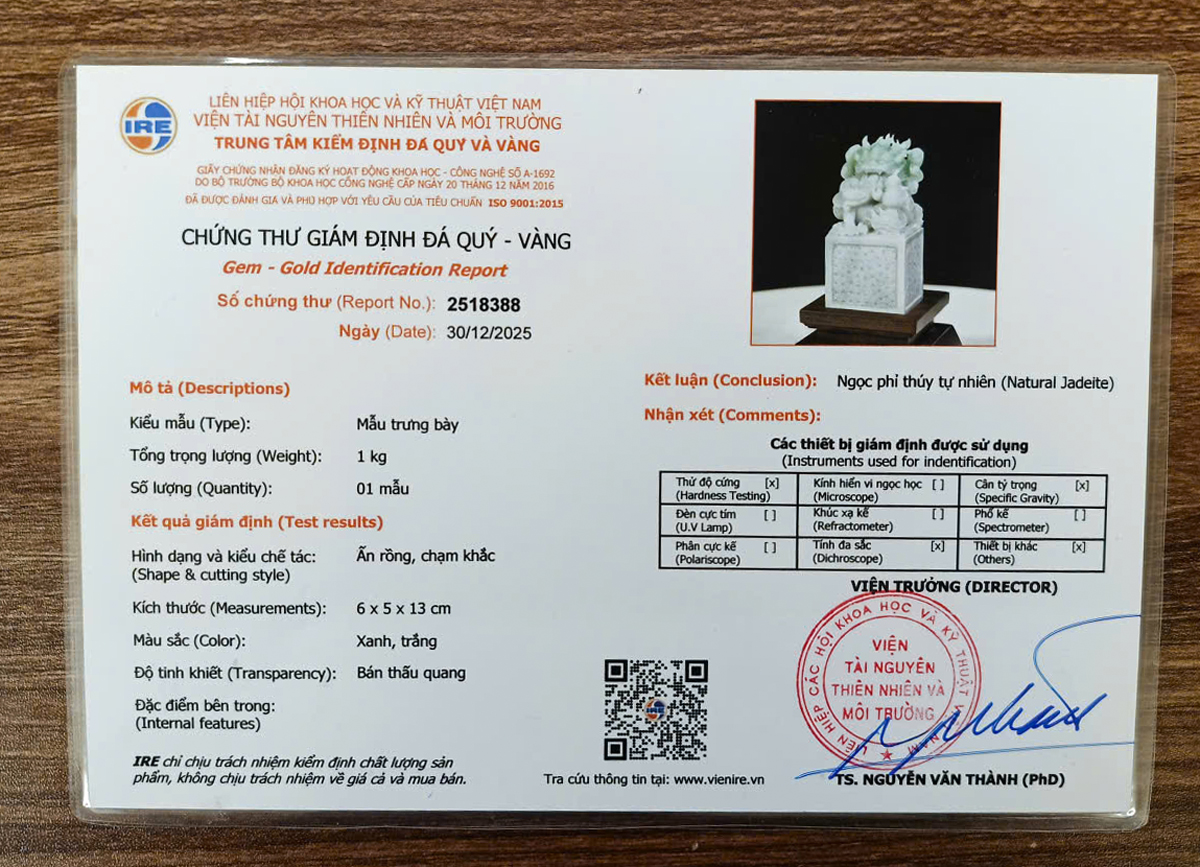 IRE
LIÊN HIỆP HỘI KHOA HỌC VÀ KỸ THUẬT VIỆT NAM
VIỆN TÀI NGUYÊN THIÊN NHIÊN VÀ MÔI TRƯỜNG
TRUNG TÂM KIỂM ĐỊNH ĐÁ QUÝ VÀ VÀNG
GIẤY CHỨNG NHẬN ĐĂNG KÝ HOẠT ĐỘNG KHOA HỌC - CÔNG NGHỆ SỐ A-1692
DO BỘ TRƯỞNG BỘ KHOA HỌC CÔNG NGHỆ CẤP NGÀY 20 THÁNG 12 NĂM 2016
ĐÃ ĐƯỢC ĐÁNH GIÁ VÀ PHÙ HỢP VỚI YÊU CẦU CỦA TIÊU CHUẨN ISO 9001:2015
CHỨNG THƯ GIÁM ĐỊNH ĐÁ QUÝ - VÀNG
Gem - Gold Identification Report
Số chứng thư (Report No.): 2518388
Ngày (Date): 30/12/2025
Mô tả (Descriptions)
Kiểu mẫu (Type): Mẫu trưng bày
Tổng trọng lượng (Weight): 1 kg
Số lượng (Quantity): 01 mẫu
Kết quả giám định (Test results)
Hình dạng và kiểu chế tác: Ấn rồng, chạm khắc
(Shape & cutting style)
Kích thước (Measurements): 6 x 5 x 13 cm
Màu sắc (Color): Xanh, trắng
Độ tinh khiết (Transparency): Bán thấu quang
Đặc điểm bên trong:
(Internal features)
IRE chỉ chịu trách nhiệm kiểm định chất lượng sản
phẩm, không chịu trách nhiệm về giá cả và mua bán.
Kết luận (Conclusion): Ngọc phỉ thúy tự nhiên (Natural Jadeite)
Nhận xét (Comments):
Các thiết bị giám định được sử dụng
(Instruments used for indentification)
Thử độ cứng [x] Kính hiển vi ngọc học [ ] Cân tỷ trọng [x]
(Hardness Testing) (Microscope) (Specific Gravity)
Đèn cực tím [ ] Khúc xạ kế [ ] Phổ kế [ ]
(U.V Lamp) (Refractometer) (Spectrometer)
Phân cực kế [ ] Tính đa sắc [x] Thiết bị khác [x]
(Polariscope) (Dichroscope) (Others)
VIỆN TRƯỞNG (DIRECTOR)
LIÊN HIỆP CÁC HỘI KHOA HỌC VÀ KỸ THUẬT VIỆT NAM
VIỆN
TÀI NGUYÊN
THIÊN NHIÊN VÀ
MÔI TRƯỜNG
IRE
Tra cứu thông tin tại: www.vienire.vn
TS. NGUYỄN VĂN THÀNH (PhD)